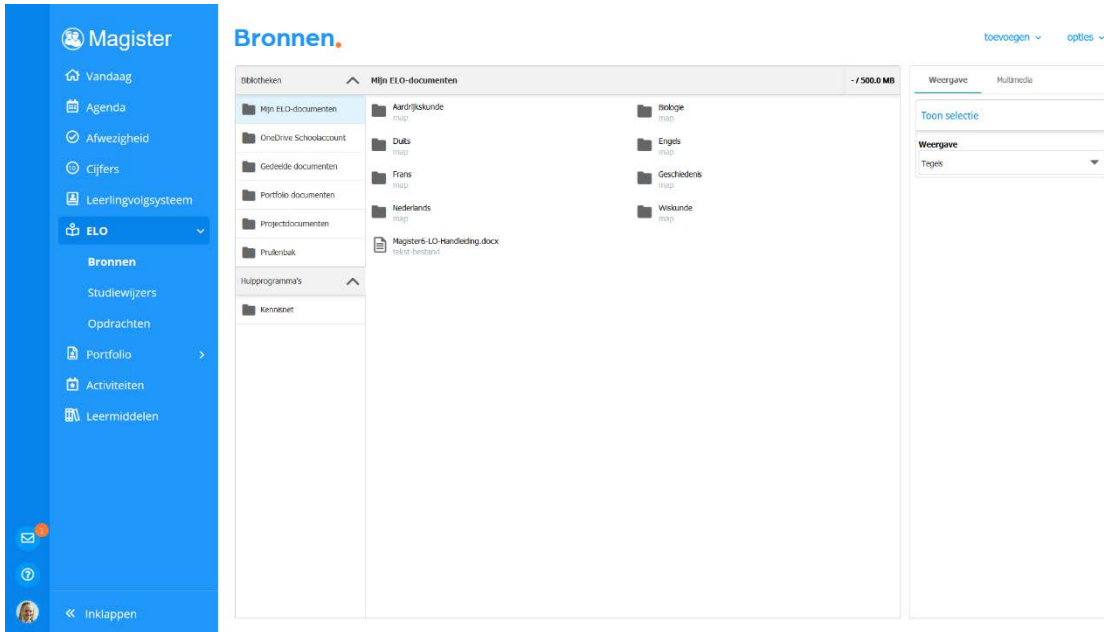 Magister
Vandaag
Agenda
Afwezigheid
Cijfers
Leerlingvolgsysteem
ELO
Bronnen
Studiewijzers
Opdrachten
Portfolio
Activiteiten
Leermiddelen
Inklappen
Bronnen.
toevoegen
opties
Bibliotheken
Mijn ELO-documenten
OneDrive Schoolaccount
Gedeelde documenten
Portfolio documenten
Projectdocumenten
Prullenbak
Hulpprogramma's
Kennisnet
Mijn ELO-documenten
- / 500.0 MB
Aardrijkskunde
map
Biologie
map
Duits
map
Engels
map
Frans
map
Geschiedenis
map
Nederlands
map
Wiskunde
map
Magister6-LO-Handleiding.docx
tekst-bestand
Weergave
Multimedia
Toon selectie
Weergave
Tegels